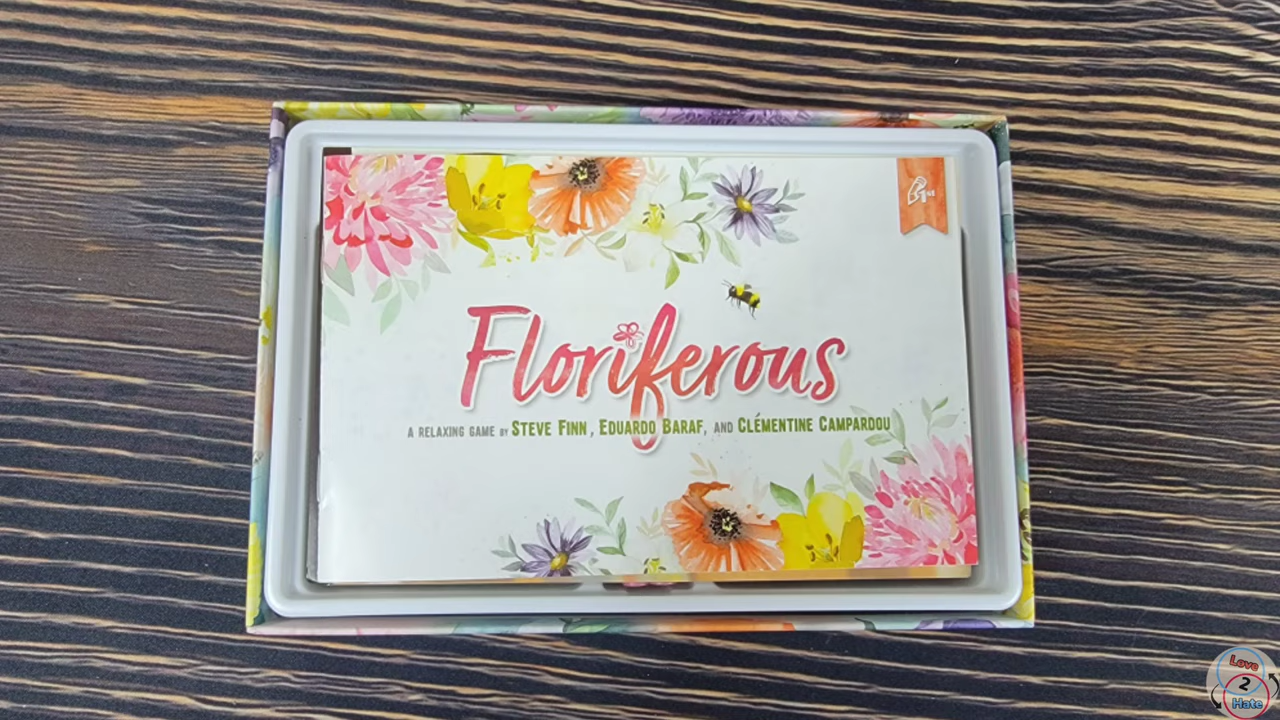 Floriferous
A RELAXING GAME BY STEVE FINN, EDUARDO BARAF, AND CLÉMENTINE CAMPARDOU
Love
2
Hate